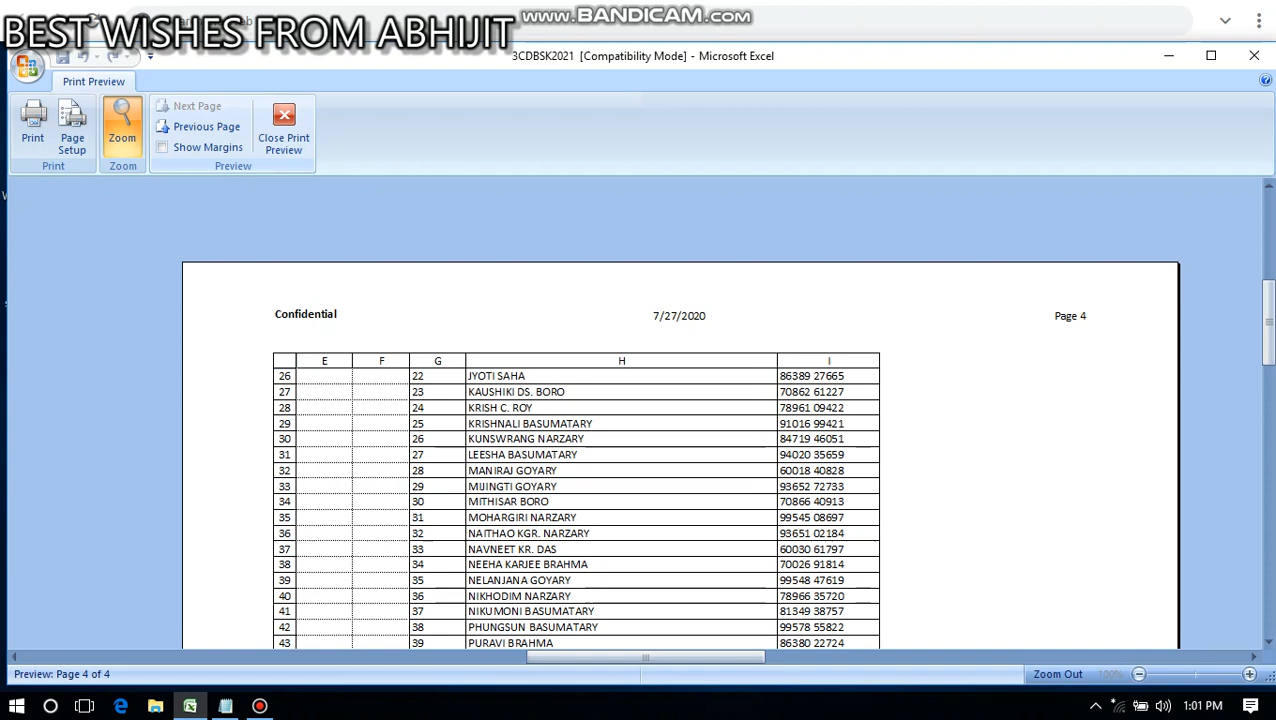 BEST WISHES FROM ABHIJIT
www.BANDICAM.com
3CDBSK2021 [Compatibility Mode] - Microsoft Excel
Print Preview
Print
Page Setup
Zoom
Next Page
Previous Page
Show Margins
Close Print Preview
Print
Zoom
Preview
Confidential
7/27/2020
Page 4
E F G H I
26 22 JYOTI SAHA 86389 27665
27 23 KAUSHIKI DS. BORO 70862 61227
28 24 KRISH C. ROY 78961 09422
29 25 KRISHNALI BASUMATARY 91016 99421
30 26 KUNSWRANG NARZARY 84719 46051
31 27 LEESHA BASUMATARY 94020 35659
32 28 MANIRAJ GOYARY 60018 40828
33 29 MIJINGTI GOYARY 93652 72733
34 30 MITHISAR BORO 70866 40913
35 31 MOHARGIRI NARZARY 99545 08697
36 32 NAITHAO KGR. NARZARY 93651 02184
37 33 NAVNEET KR. DAS 60030 61797
38 34 NEEHA KARJEE BRAHMA 70026 91814
39 35 NELANJANA GOYARY 99548 47619
40 36 NIKHODIM NARZARY 78966 35720
41 37 NIKUMONI BASUMATARY 81349 38757
42 38 PHUNGSUN BASUMATARY 99578 55822
43 39 PURAVI BRAHMA 86380 22724
Preview: Page 4 of 4
Zoom Out 100%
1:01 PM